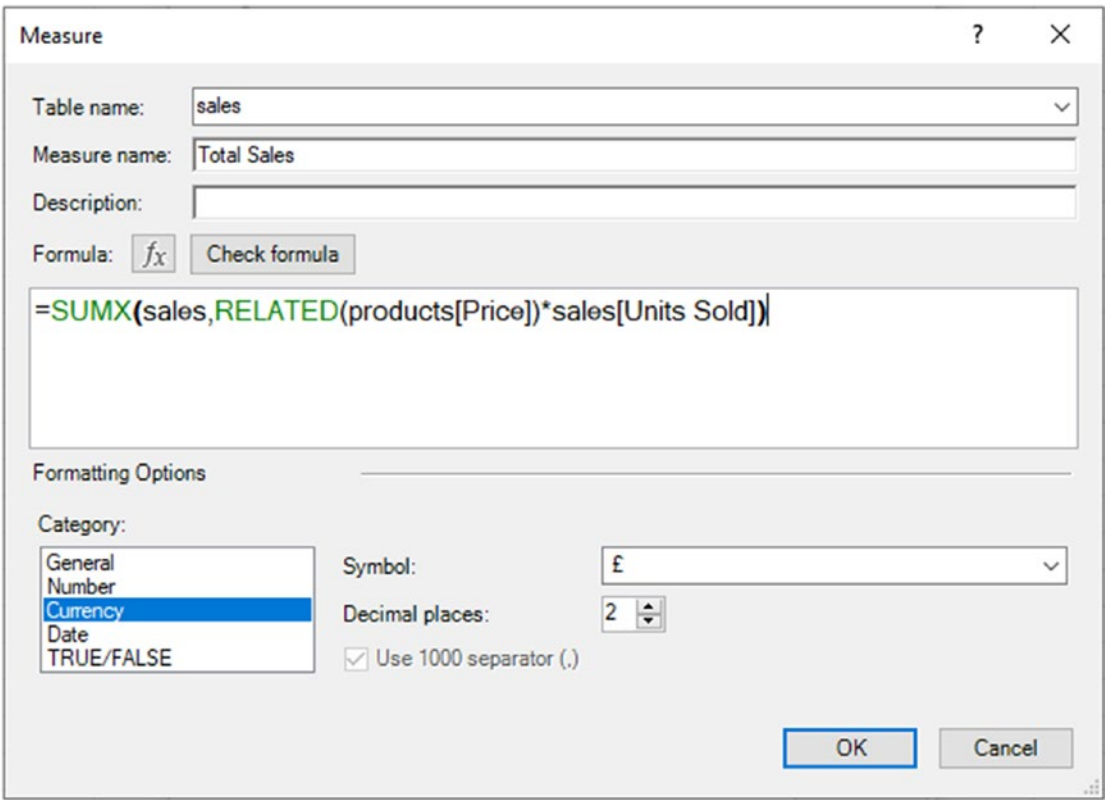 Measure ?
Table name: sales
Measure name: Total Sales
Description:
Formula: fx Check formula
=SUMX(sales,RELATED(products[Price])*sales[Units Sold])
Formatting Options
Category:
General
Number
Currency
Date
TRUE/FALSE
Symbol: £
Decimal places: 2
Use 1000 separator (,)
OK Cancel